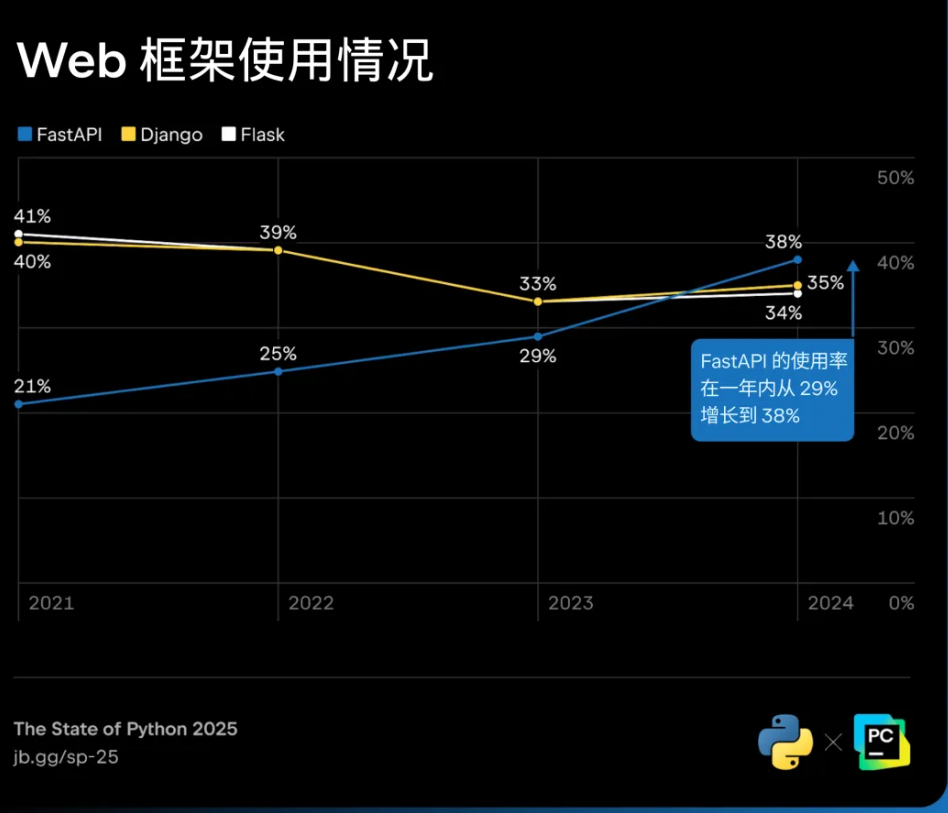 Web 框架使用情况
FastAPI Django Flask
50%
41%
39%
38%
40%
40%
33%
35%
34%
30%
25%
29%
FastAPI 的使用率
在一年内从 29%
增长到 38%
21%
20%
10%
2021 2022 2023 2024 0%
The State of Python 2025
jb.gg/sp-25
PC